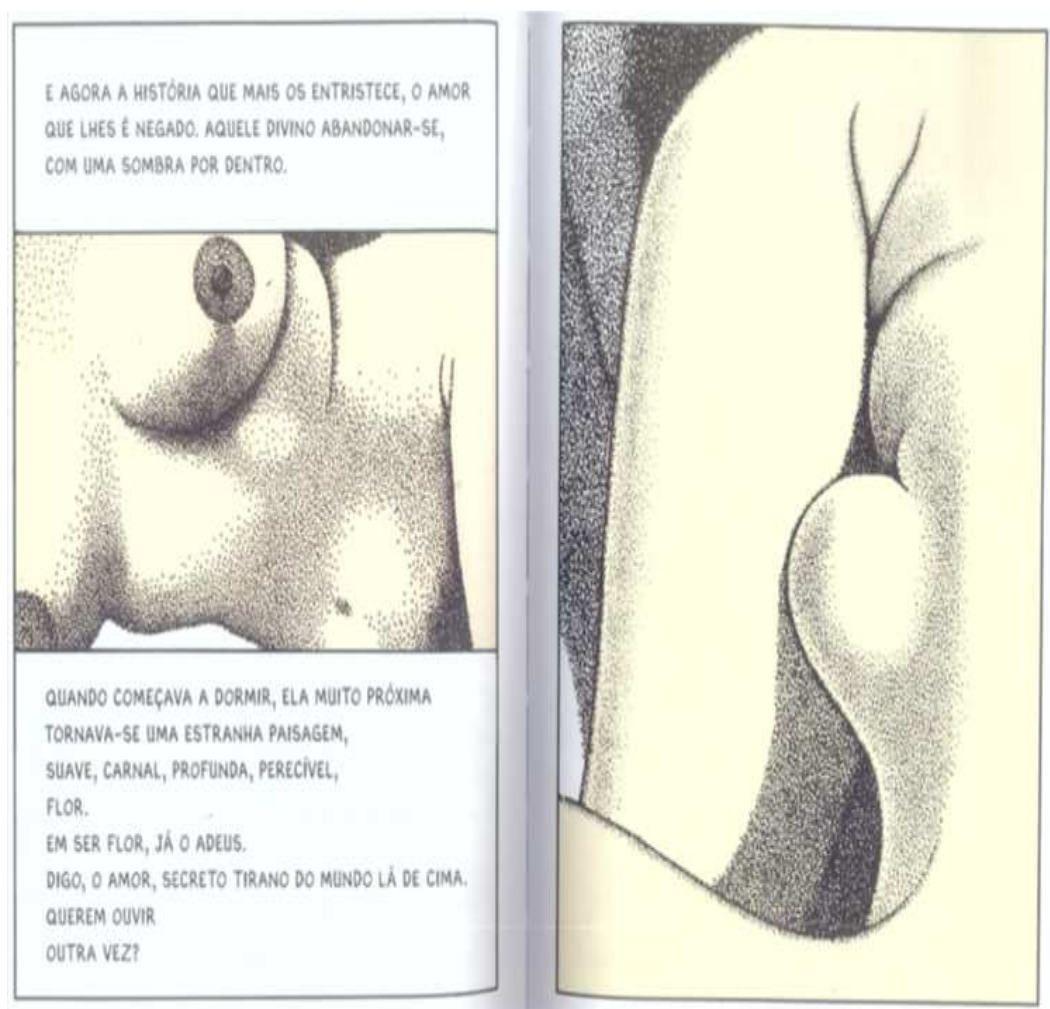 E AGORA A HISTÓRIA QUE MAIS OS ENTRISTECE, O AMOR
QUE LHES É NEGADO. AQUELE DIVINO ABANDONAR-SE,
COM UMA SOMBRA POR DENTRO.
QUANDO COMEÇAVA A DORMIR, ELA MUITO PRÓXIMA
TORNAVA-SE UMA ESTRANHA PAISAGEM,
SUAVE, CARNAL, PROFUNDA, PERECÍVEL,
FLOR.
EM SER FLOR, JÁ O ADEUS.
DIGO, O AMOR, SECRETO TIRANO DO MUNDO LÁ DE CIMA.
QUEREM OUVIR
OUTRA VEZ?